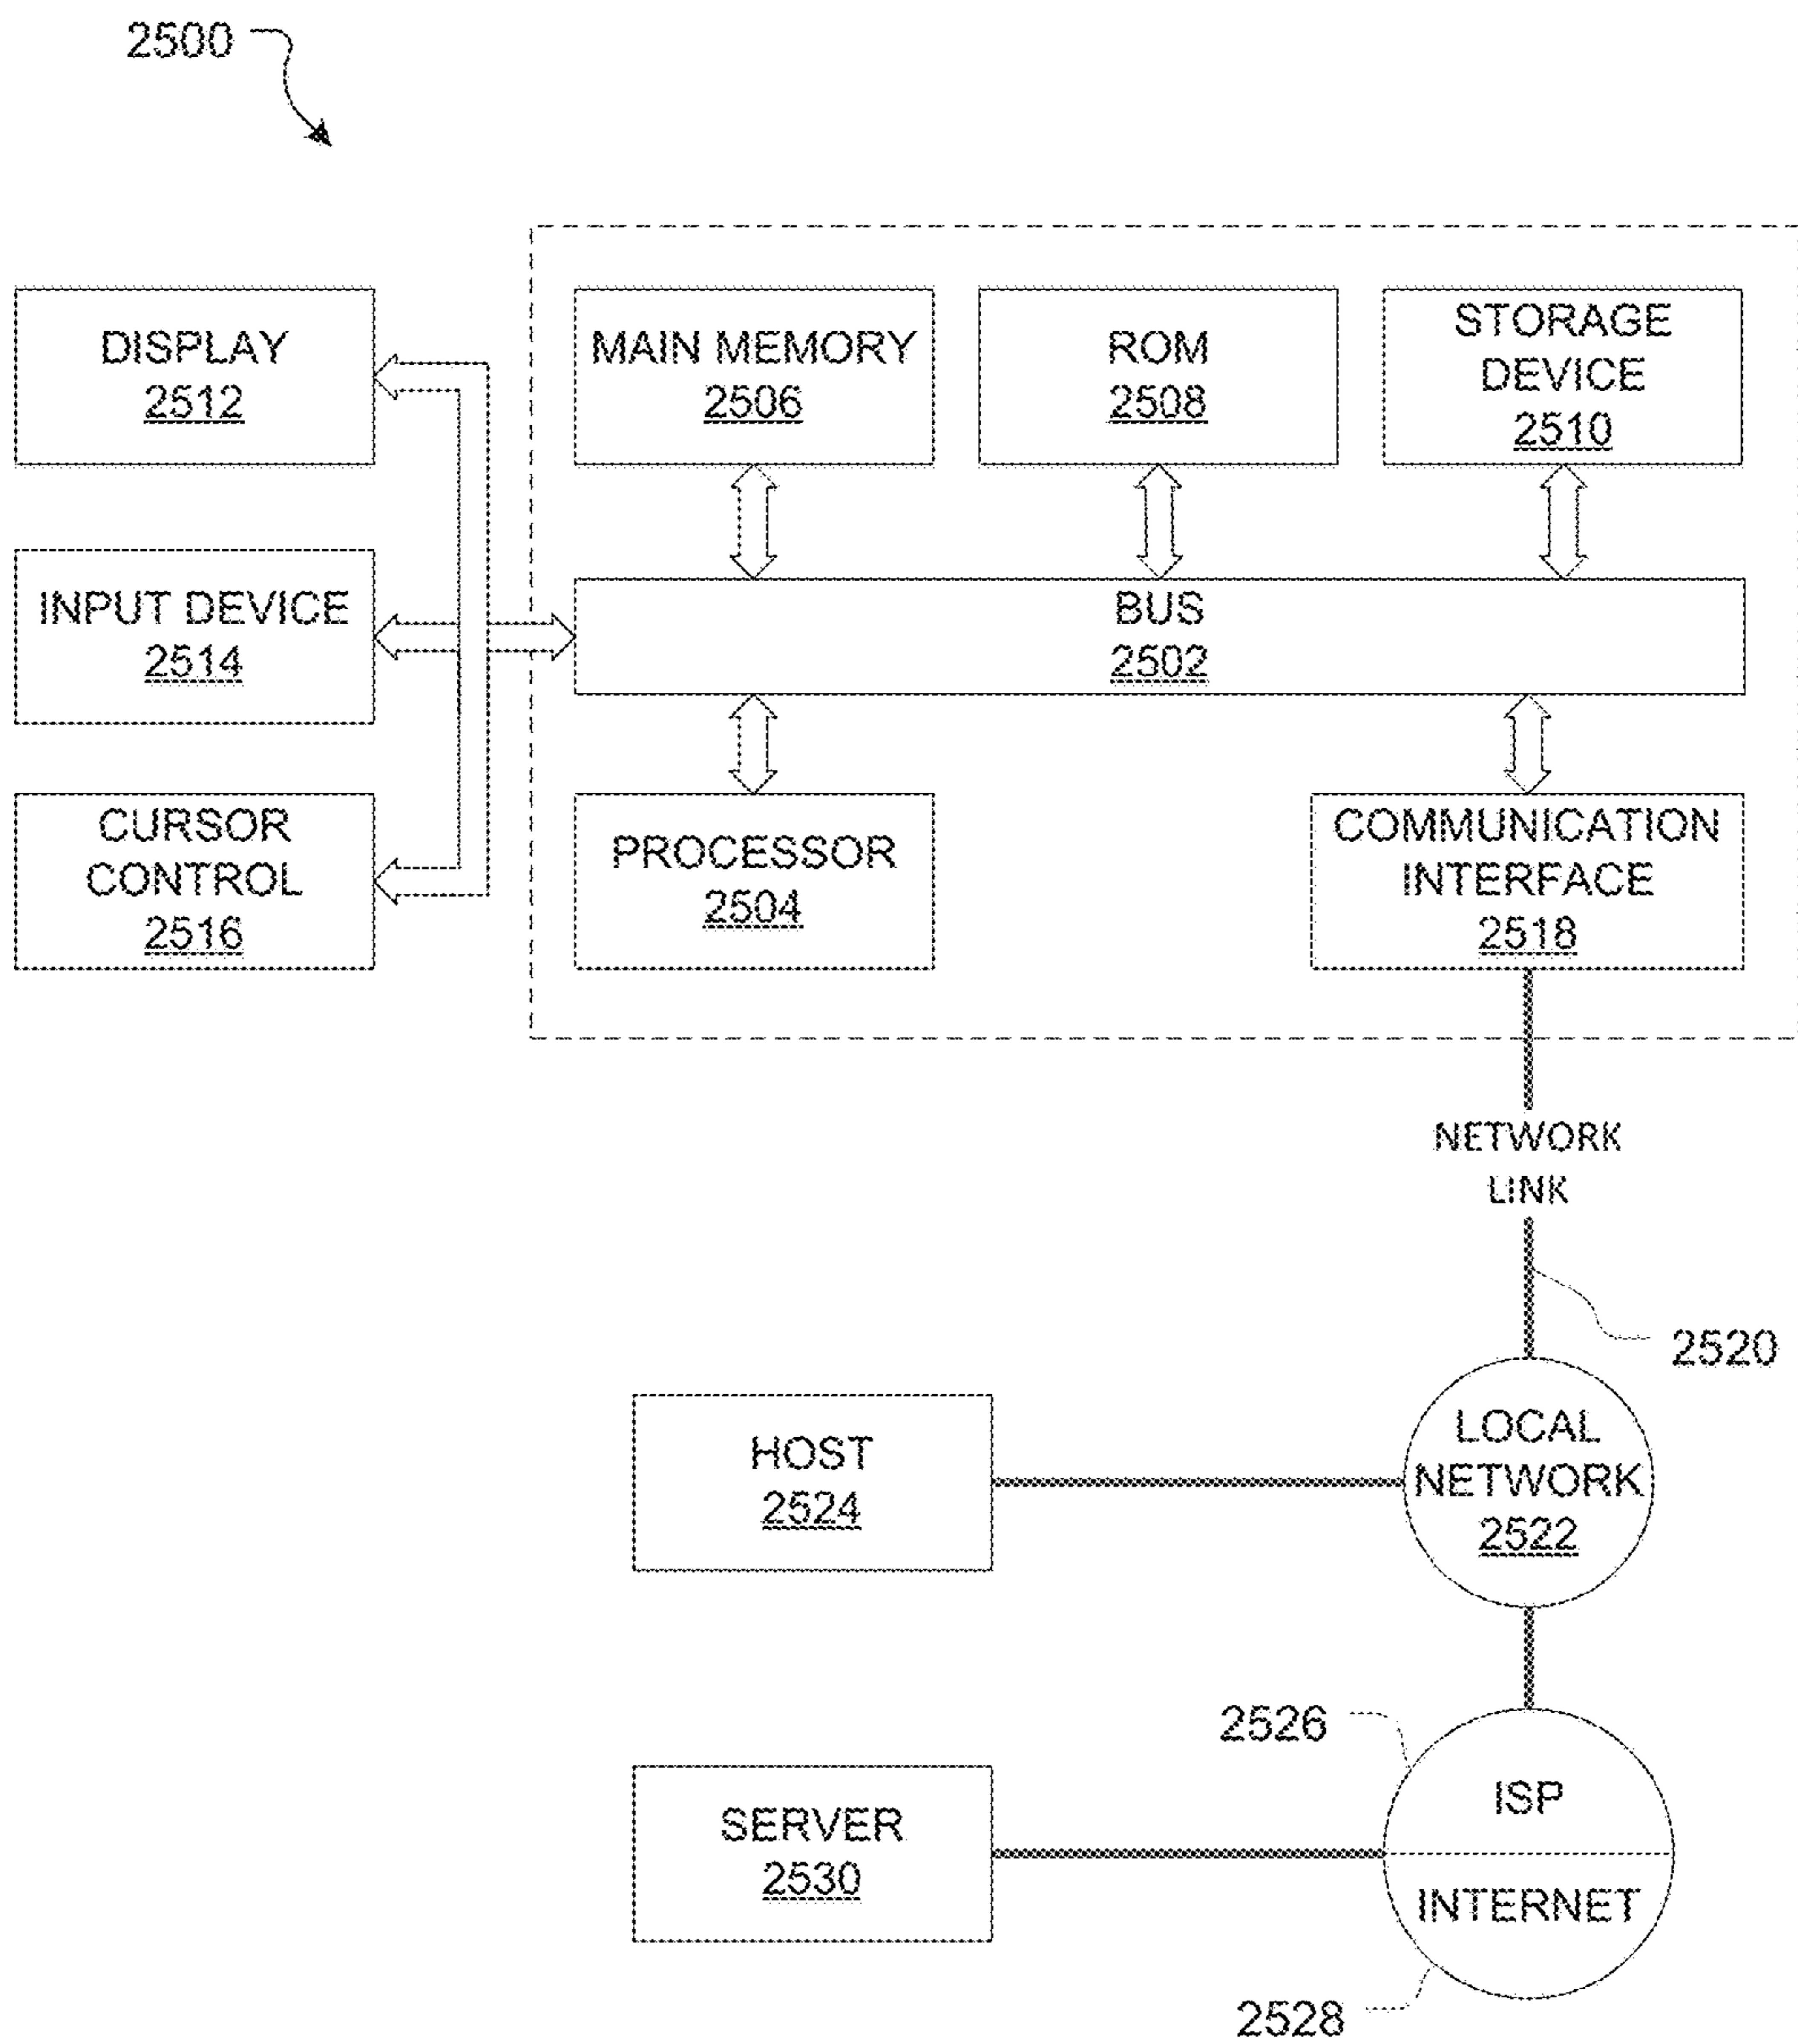 2500
DISPLAY
2512
MAIN MEMORY
2506
ROM
2508
STORAGE
DEVICE
2510
INPUT DEVICE
2514
BUS
2502
CURSOR
CONTROL
2516
PROCESSOR
2504
COMMUNICATION
INTERFACE
2518
NETWORK
LINK
2520
HOST
2524
LOCAL
NETWORK
2522
2526
ISP
SERVER
2530
INTERNET
2528